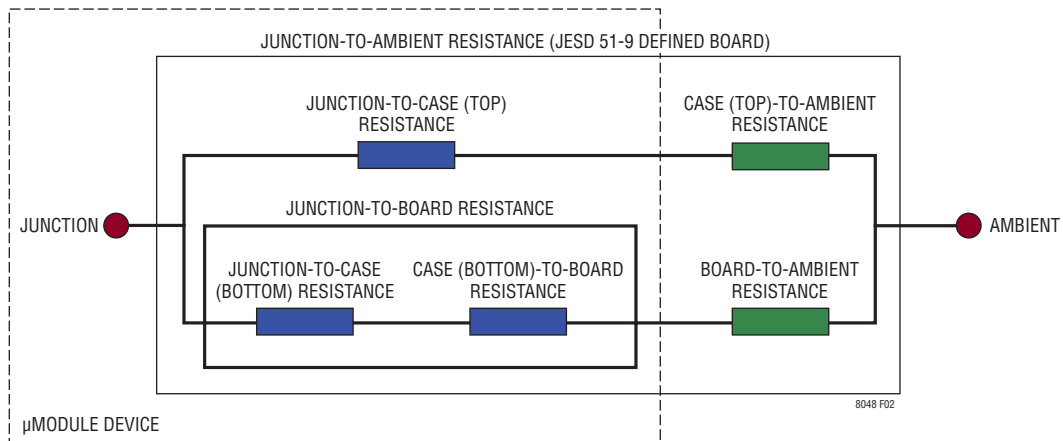 JUNCTION-TO-AMBIENT RESISTANCE (JESD 51-9 DEFINED BOARD)
JUNCTION-TO-CASE (TOP)
RESISTANCE
CASE (TOP)-TO-AMBIENT
RESISTANCE
JUNCTION
JUNCTION-TO-BOARD RESISTANCE
AMBIENT
JUNCTION-TO-CASE
(BOTTOM) RESISTANCE
CASE (BOTTOM)-TO-BOARD
RESISTANCE
BOARD-TO-AMBIENT
RESISTANCE
8048 F02
µMODULE DEVICE